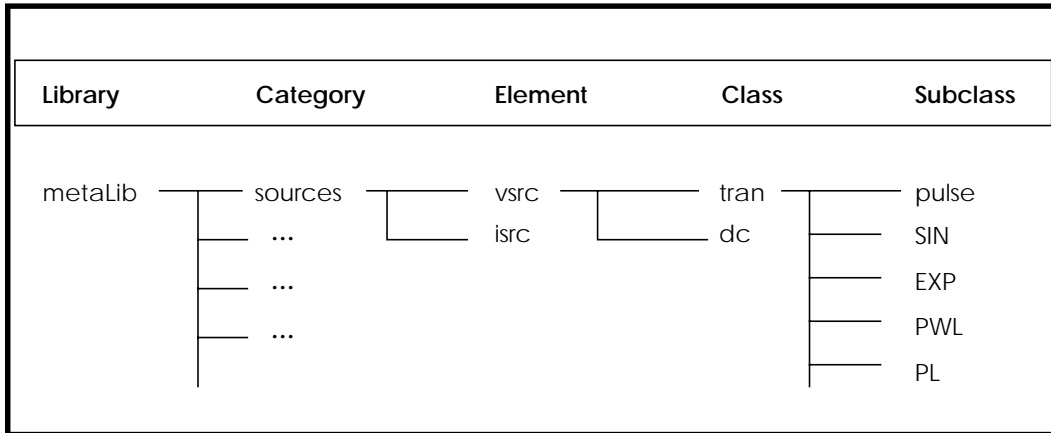 Library Category Element Class Subclass
metaLib sources vsrc tran pulse
... isrc dc SIN
... EXP
... PWL
PL